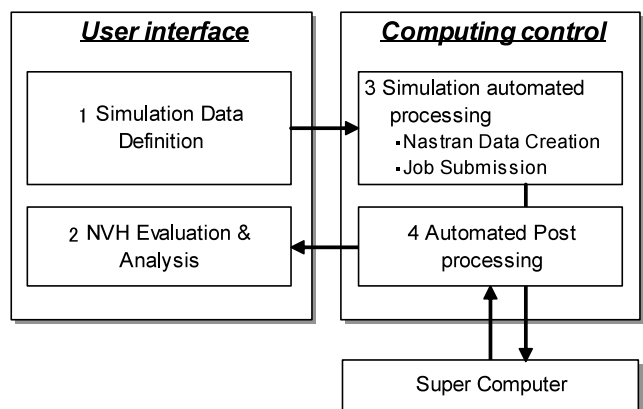 User interface
1 Simulation Data
Definition
2 NVH Evaluation &
Analysis
Computing control
3 Simulation automated
processing
▪Nastran Data Creation
▪Job Submission
4 Automated Post
processing
Super Computer